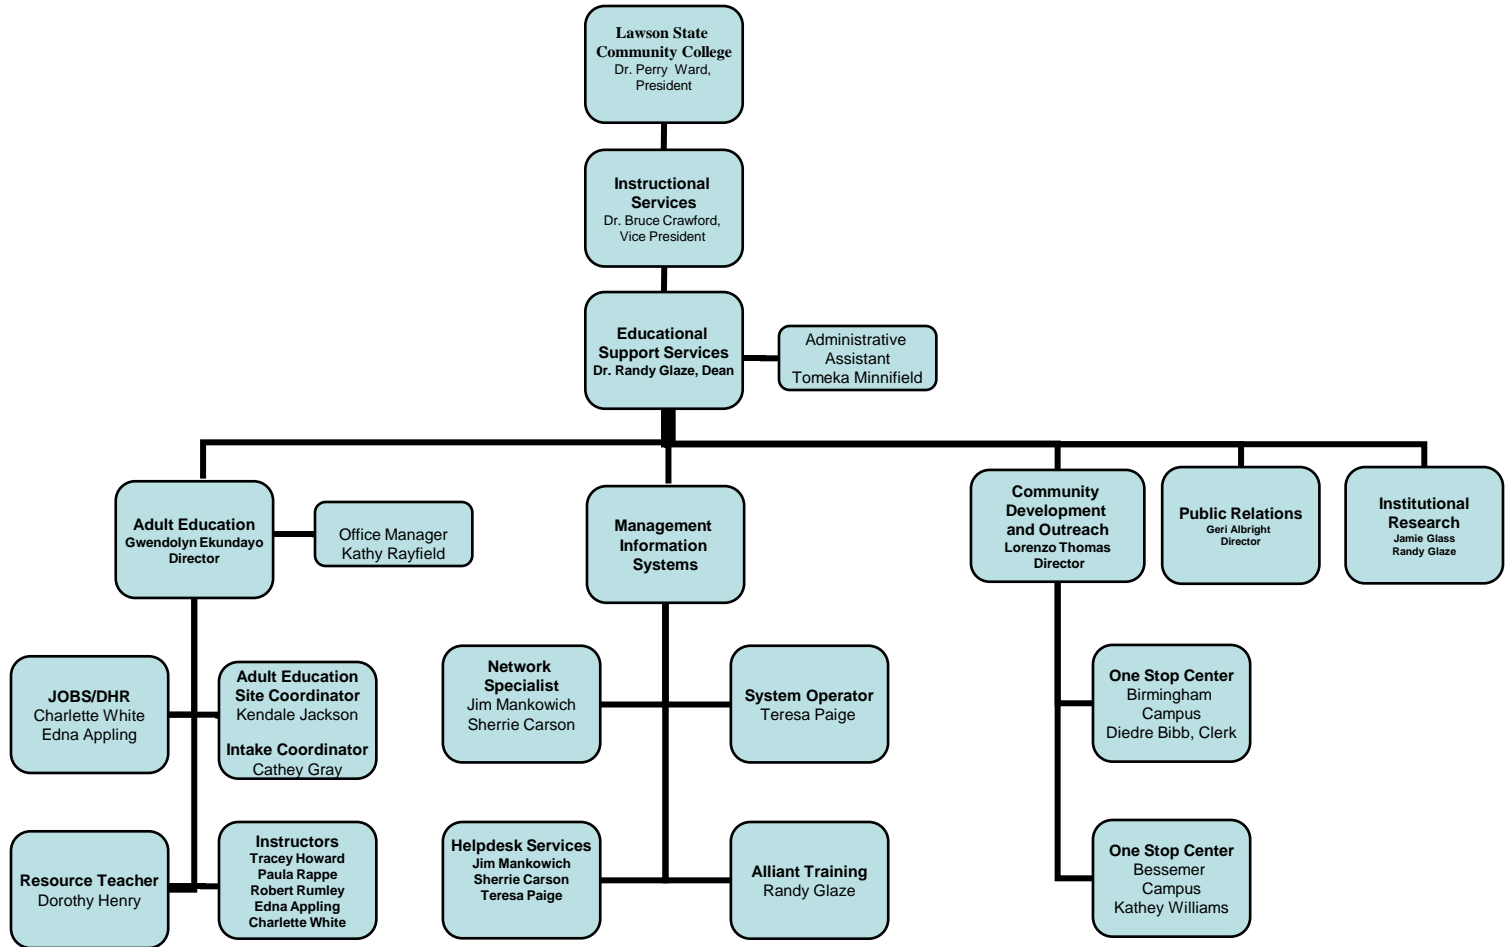 Lawson State
Community College
Dr. Perry Ward,
President
Instructional
Services
Dr. Bruce Crawford,
Vice President
Educational
Support Services
Dr. Randy Glaze, Dean
Administrative
Assistant
Tomeka Minnifield
Adult Education
Gwendolyn Ekundayo
Director
Office Manager
Kathy Rayfield
Management
Information
Systems
Community
Development
and Outreach
Lorenzo Thomas
Director
Public Relations
Geri Albright
Director
Institutional
Research
Jamie Glass
Randy Glaze
JOBS/DHR
Charlette White
Edna Appling
Adult Education
Site Coordinator
Kendale Jackson
Intake Coordinator
Cathey Gray
Network
Specialist
Jim Mankowich
Sherrie Carson
System Operator
Teresa Paige
One Stop Center
Birmingham
Campus
Diedre Bibb, Clerk
Resource Teacher
Dorothy Henry
Instructors
Tracey Howard
Paula Rappe
Robert Rumley
Edna Appling
Charlette White
Helpdesk Services
Jim Mankowich
Sherrie Carson
Teresa Paige
Alliant Training
Randy Glaze
One Stop Center
Bessemer
Campus
Kathey Williams